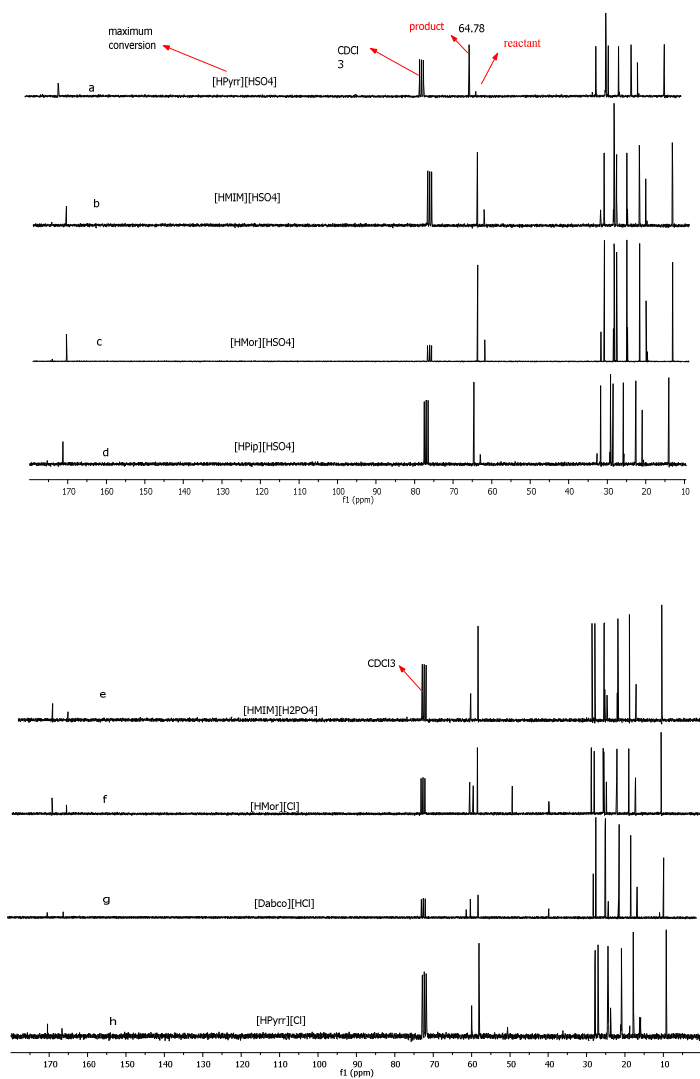 product
64.78
maximum
conversion
CDCl
3
reactant
[HPyrr][HSO4]
a
[HMIM][HSO4]
b
[HMor][HSO4]
c
[HPip][HSO4]
d
170 160 150 140 130 120 110 100 90 80 70 60 50 40 30 20 10
f1 (ppm)
CDCl3
e
[HMIM][H2PO4]
f
[HMor][Cl]
g
[Dabco][HCl]
h
[HPyrr][Cl]
170 160 150 140 130 120 110 100 90 80 70 60 50 40 30 20 10
f1 (ppm)